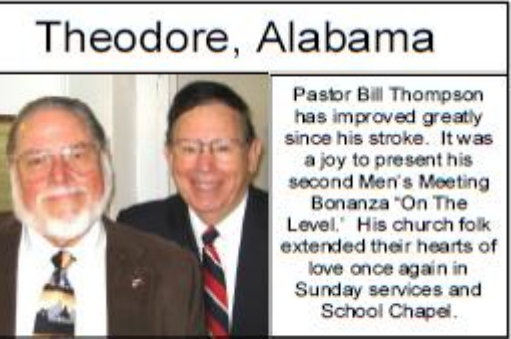 Theodore, Alabama
Pastor Bill Thompson
has improved greatly
since his stroke. It was
a joy to present his
second Men's Meeting
Bonanza "On The
Level.' His church folk
extended their hearts of
love once again in
Sunday services and
School Chapel.